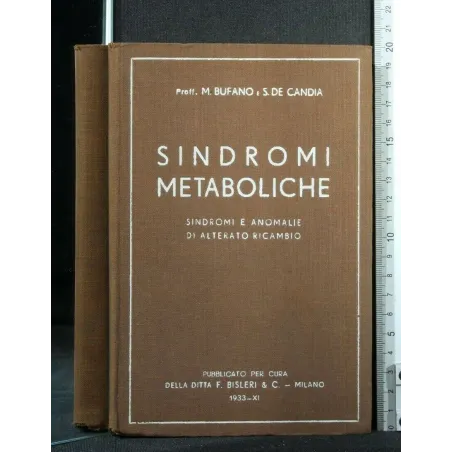 Proff. M. BUFANO e S. DE CANDIA
SINDROMI
METABOLICHE
SINDROMI E ANOMALIE
DI ALTERATO RICAMBIO
PUBBLICATO PER CURA
DELLA DITTA F. BISLERI & C. – MILANO
1933–XI